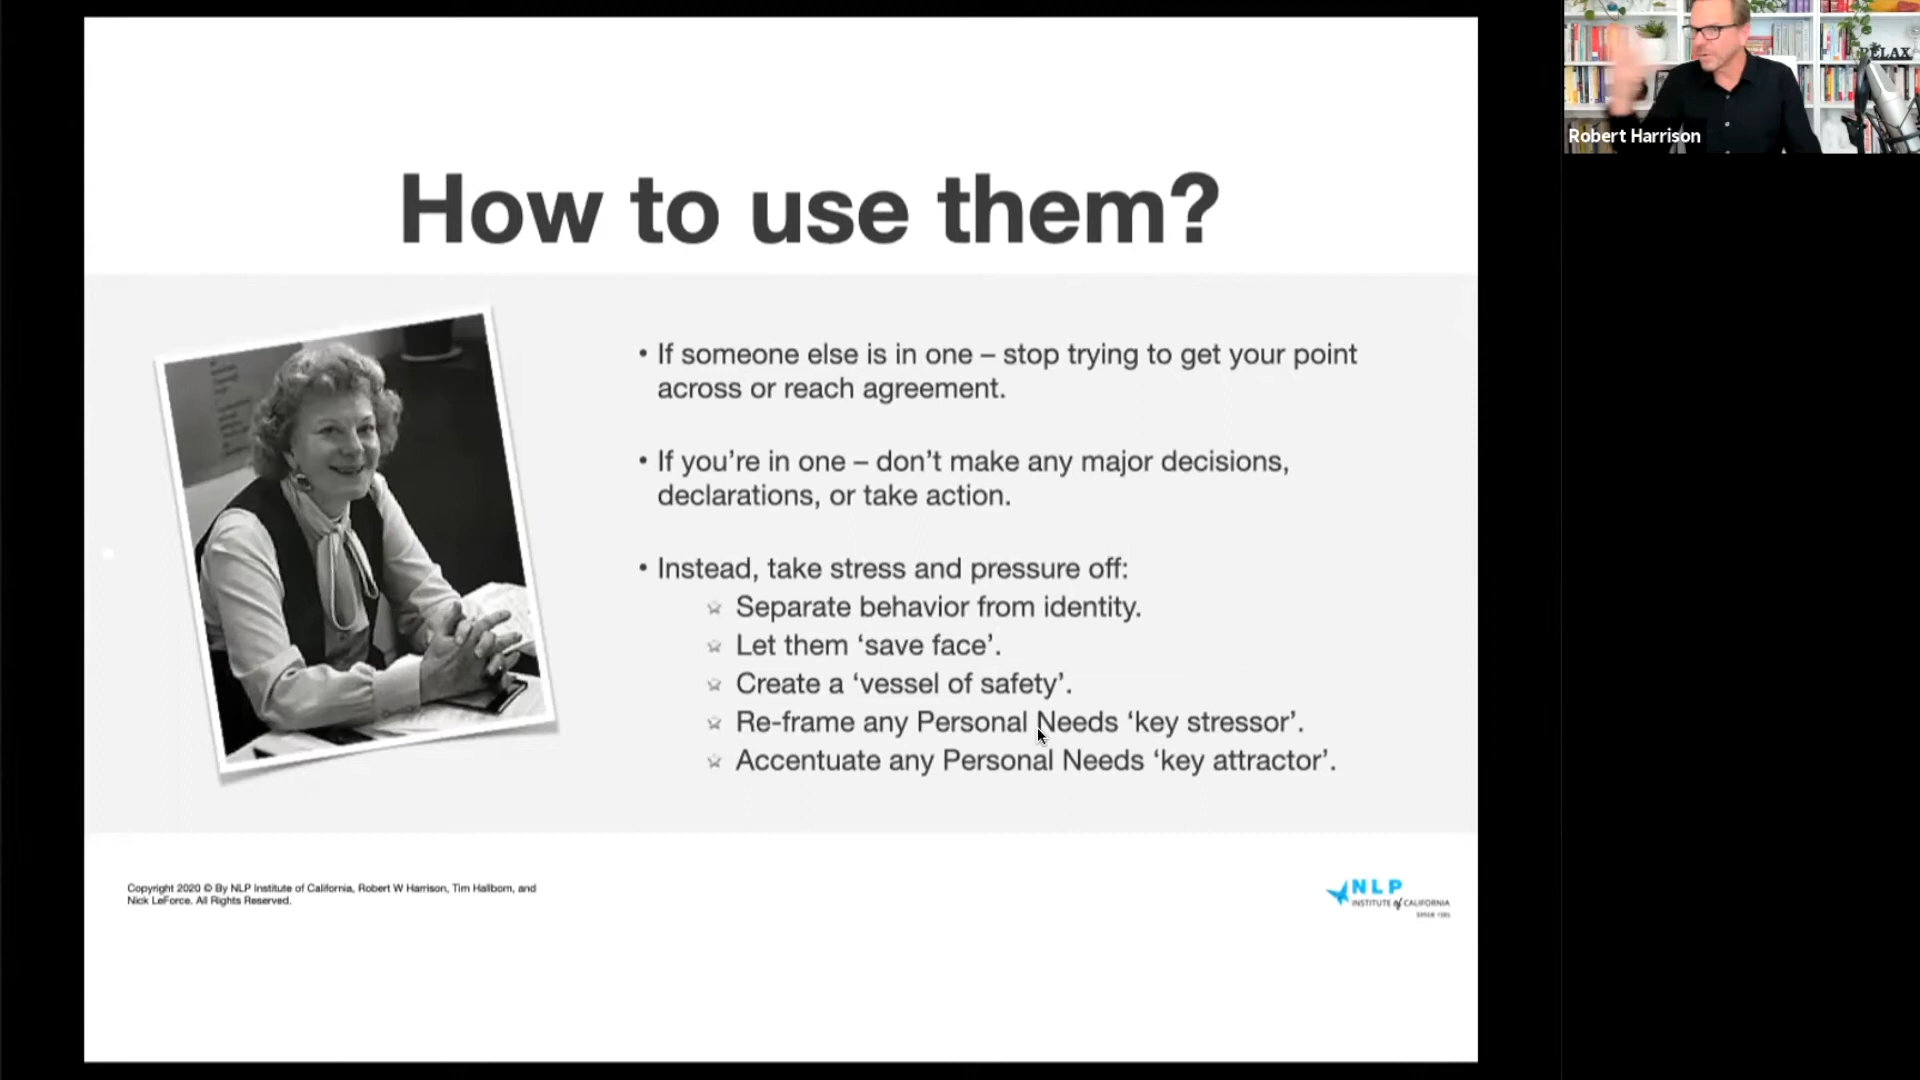 How to use them?
• If someone else is in one – stop trying to get your point
across or reach agreement.
• If you're in one – don't make any major decisions,
declarations, or take action.
• Instead, take stress and pressure off:
Separate behavior from identity.
Let them ‘save face’.
Create a ‘vessel of safety’.
Re-frame any Personal Needs ‘key stressor’.
Accentuate any Personal Needs ‘key attractor’.
Copyright 2020 © By NLP Institute of California, Robert W Harrison, Tim Hallbom, and
Nick LeForce. All Rights Reserved.
NLP
INSTITUTE of CALIFORNIA
RELAX
Robert Harrison